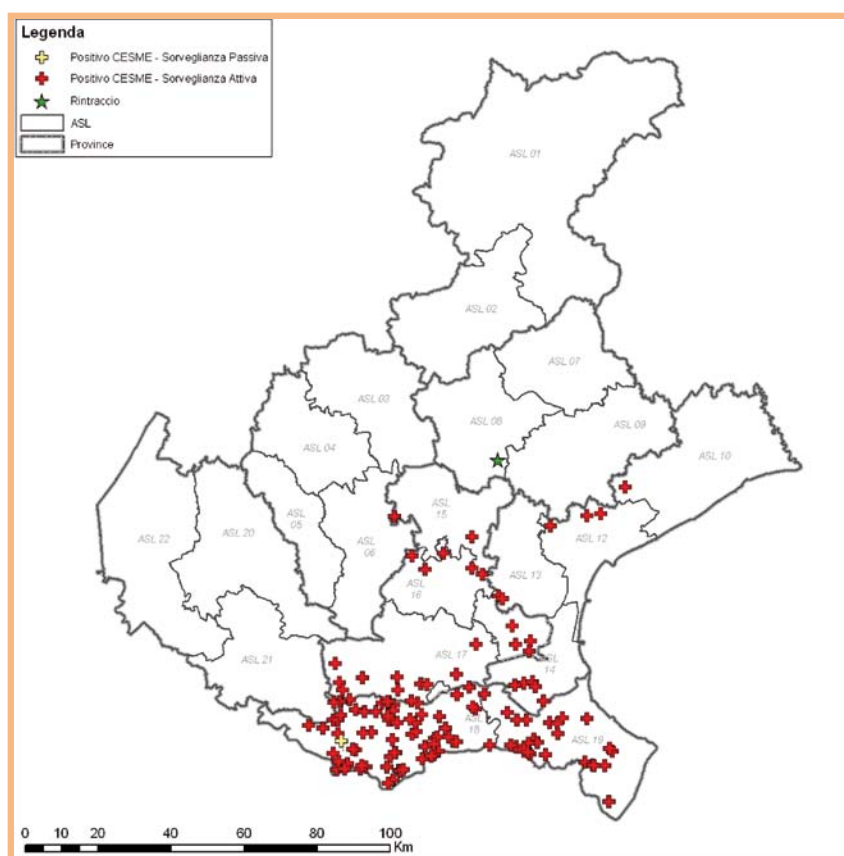 Legenda
Positivo CESME - Sorveglianza Passiva
Positivo CESME - Sorveglianza Attiva
Rintraccio
ASL
Province
ASL 01
ASL 02
ASL 07
ASL 03
ASL 08
ASL 09
ASL 04
ASL 10
ASL 15
ASL 05
ASL 22
ASL 20
ASL 06
ASL 12
ASL 13
ASL 16
ASL 17
ASL 21
ASL 14
ASL 18
ASL 19
0 5 10 20 40 60 80 100
Km